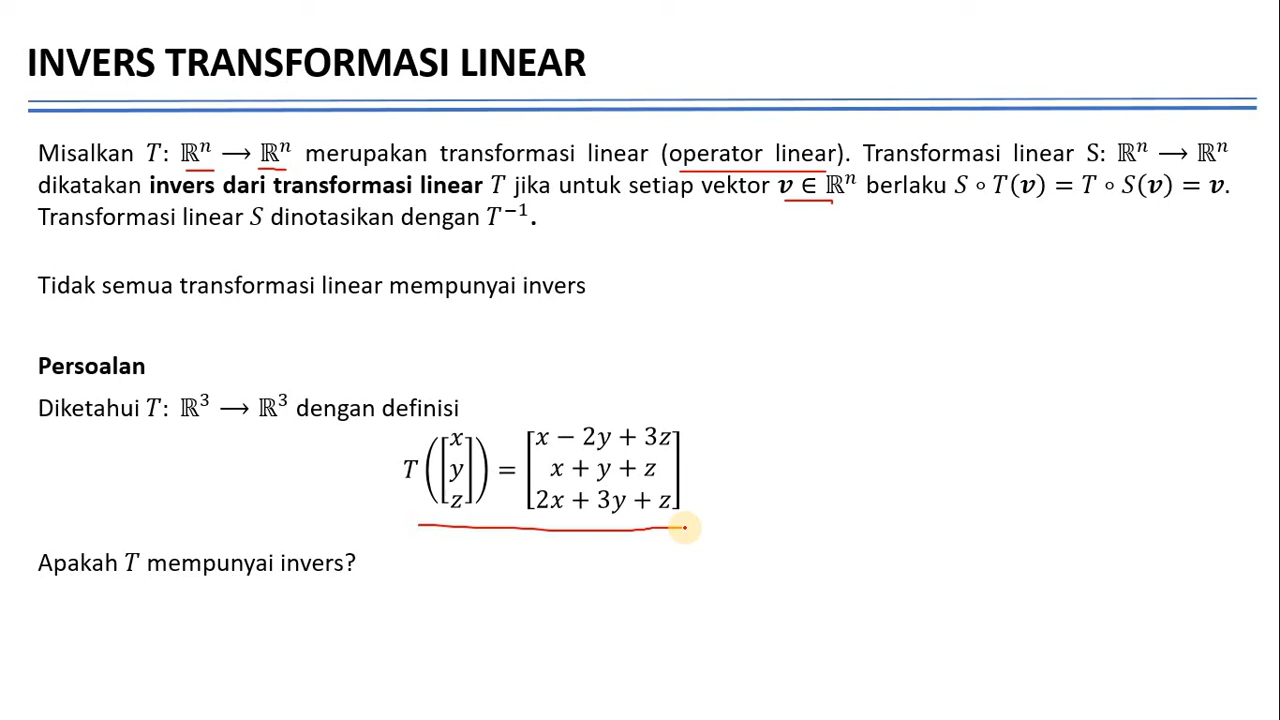 INVERS TRANSFORMASI LINEAR
Misalkan T: ℝⁿ ⟶ ℝⁿ merupakan transformasi linear (operator linear). Transformasi linear S: ℝⁿ ⟶ ℝⁿ
dikatakan invers dari transformasi linear T jika untuk setiap vektor v ∈ ℝⁿ berlaku S ∘ T(v) = T ∘ S(v) = v.
Transformasi linear S dinotasikan dengan T⁻¹.
Tidak semua transformasi linear mempunyai invers
Persoalan
Diketahui T: ℝ³ ⟶ ℝ³ dengan definisi
T([x y z]) = [x − 2y + 3z
x + y + z
2x + 3y + z]
Apakah T mempunyai invers?